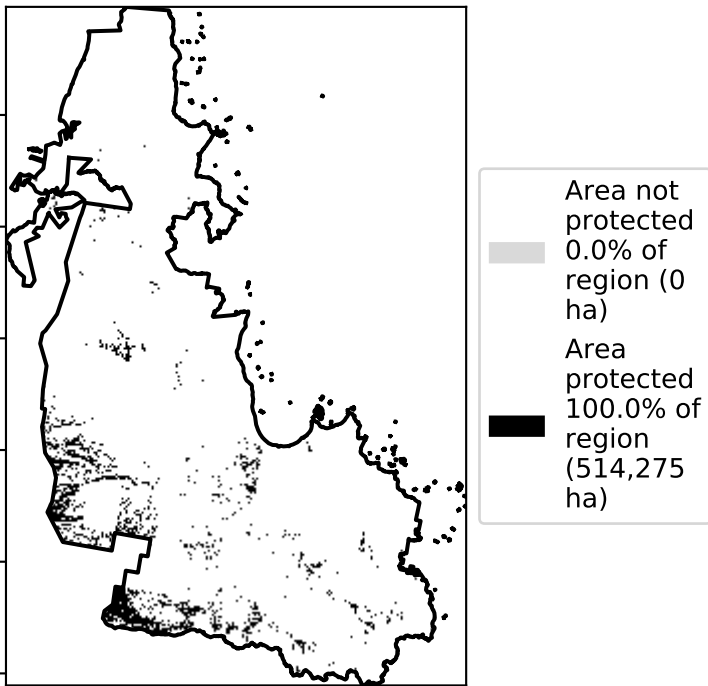 Area not
protected
0.0% of
region (0
ha)
Area
protected
100.0% of
region
(514,275
ha)